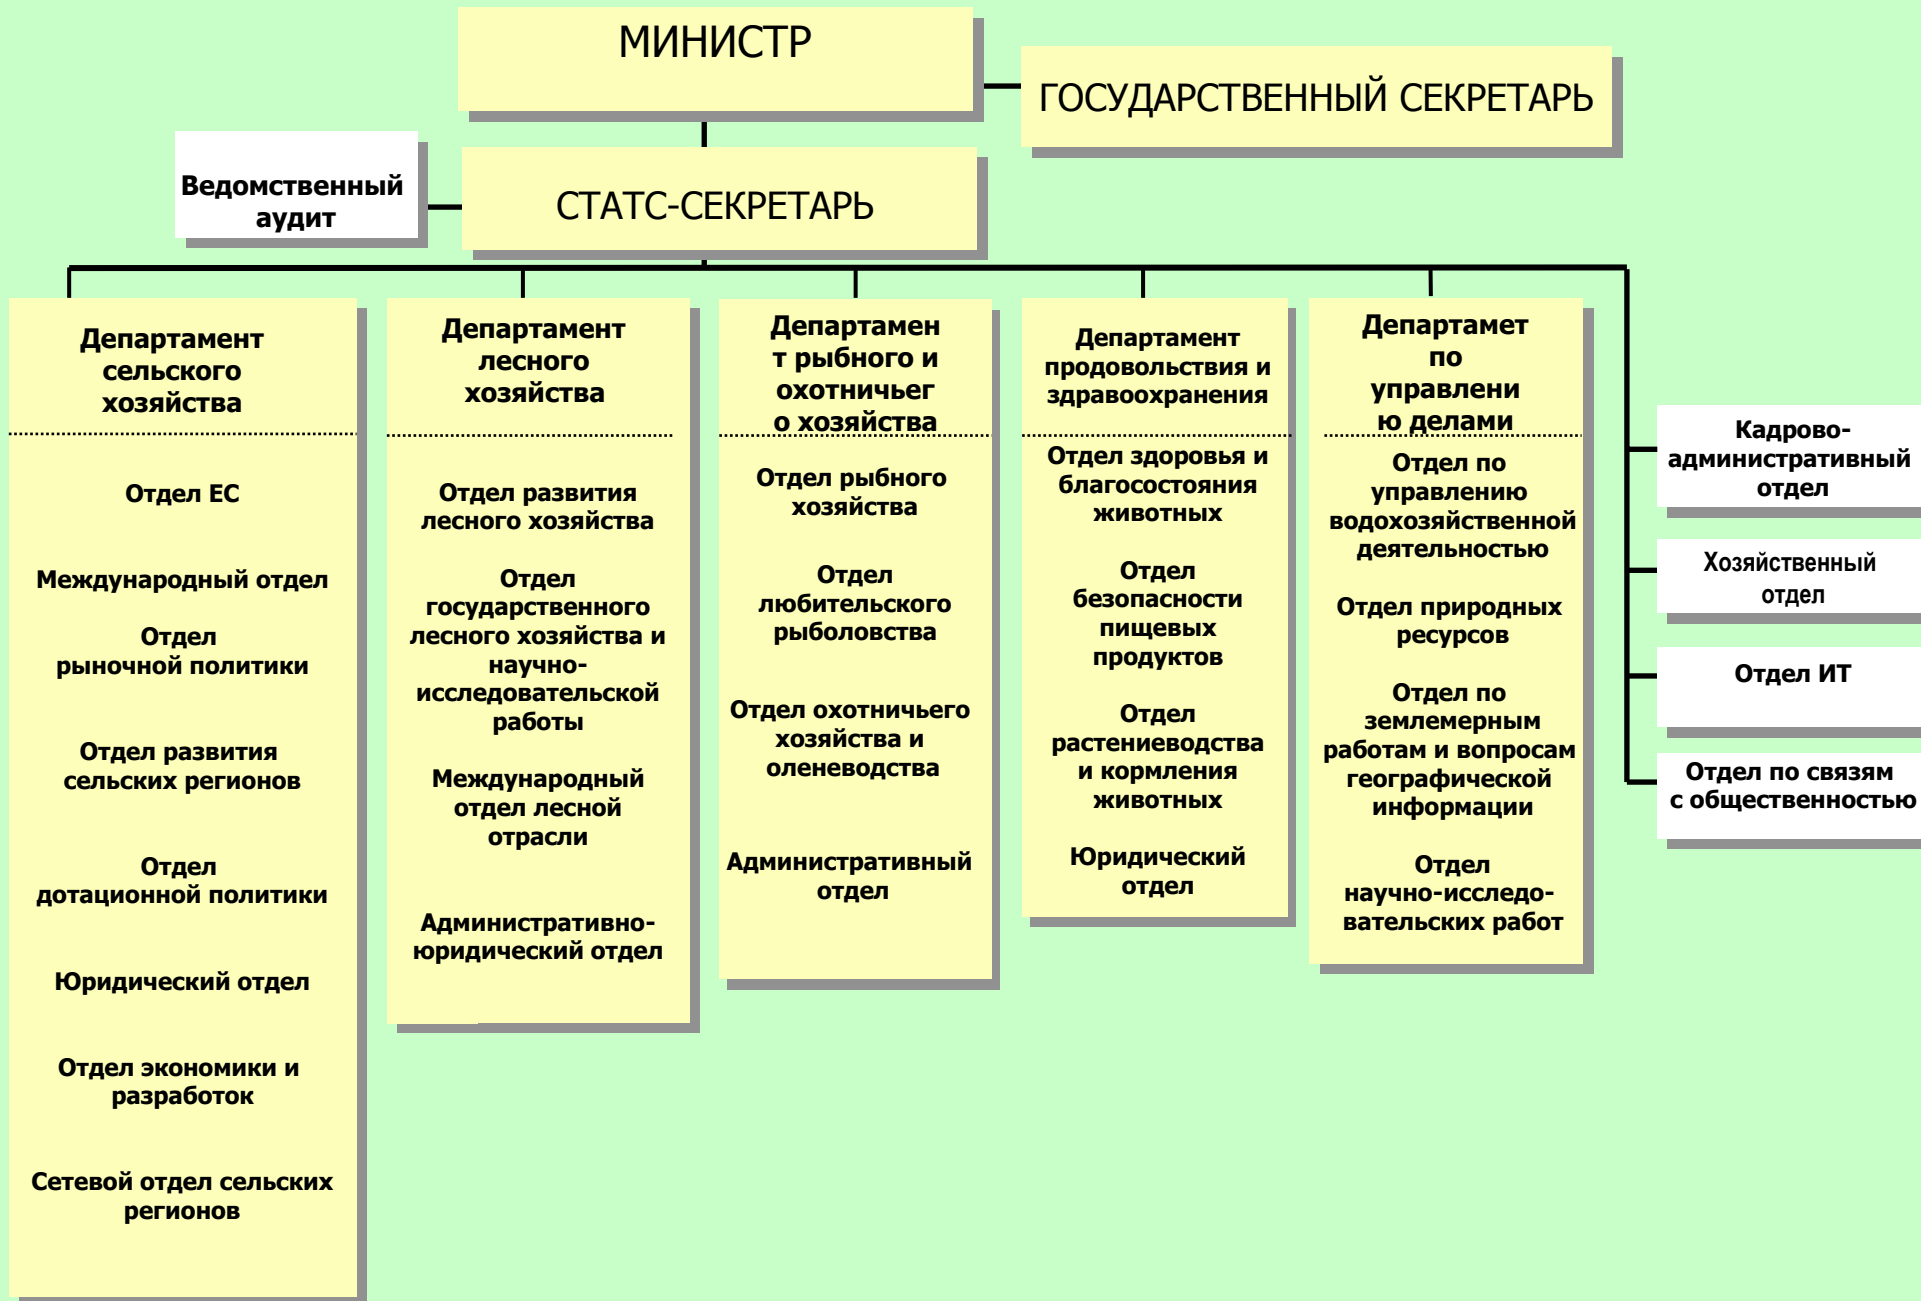 МИНИСТР
ГОСУДАРСТВЕННЫЙ СЕКРЕТАРЬ
Ведомственный
аудит
СТАТС-СЕКРЕТАРЬ
Департамент
сельского
хозяйства
Отдел ЕС
Международный отдел
Отдел
рыночной политики
Отдел развития
сельских регионов
Отдел
дотационной политики
Юридический отдел
Отдел экономики и
разработок
Сетевой отдел сельских
регионов
Департамент
лесного
хозяйства
Отдел развития
лесного хозяйства
Отдел
государственного
лесного хозяйства и
научно-
исследовательской
работы
Международный
отдел лесной
отрасли
Административно-
юридический отдел
Департамен
т рыбного и
охотничьег
о хозяйства
Отдел рыбного
хозяйства
Отдел
любительского
рыболовства
Отдел охотничьего
хозяйства и
оленеводства
Административный
отдел
Департамент
продовольствия и
здравоохранения
Отдел здоровья и
благосостояния
животных
Отдел
безопасности
пищевых
продуктов
Отдел
растениеводства
и кормления
животных
Юридический
отдел
Департамет
по
управлени
ю делами
Отдел по
управлению
водохозяйственной
деятельностью
Отдел природных
ресурсов
Отдел по
землемерным
работам и вопросам
географической
информации
Отдел
научно-исследо-
вательских работ
Кадрово-
административный
отдел
Хозяйственный
отдел
Отдел ИТ
Отдел по связям
с общественностью